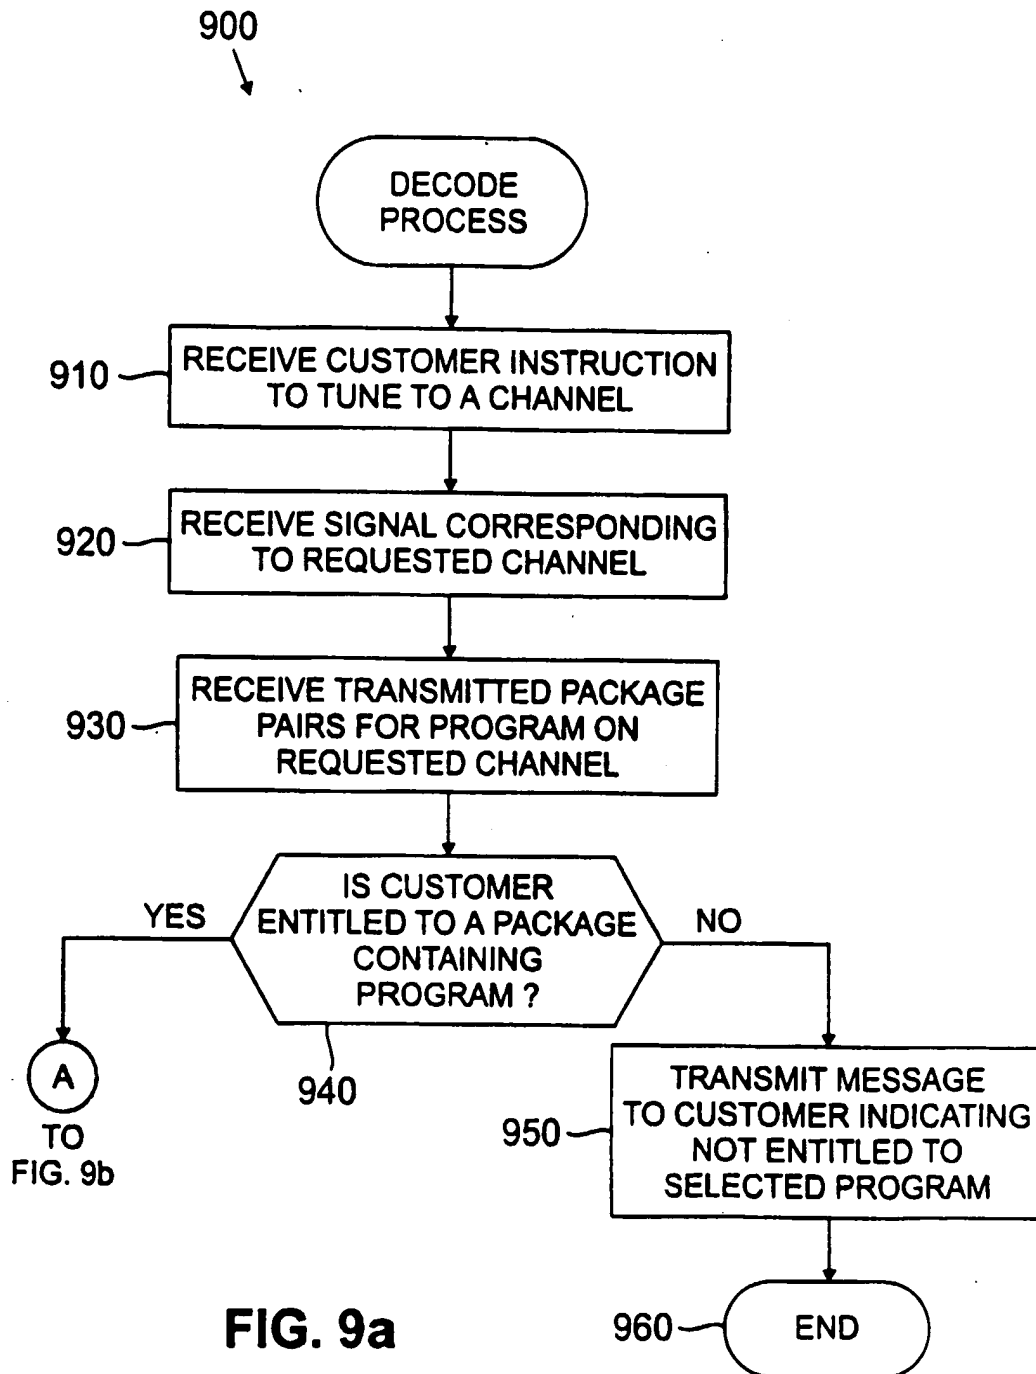 900
DECODE
PROCESS
910
RECEIVE CUSTOMER INSTRUCTION
TO TUNE TO A CHANNEL
920
RECEIVE SIGNAL CORRESPONDING
TO REQUESTED CHANNEL
930
RECEIVE TRANSMITTED PACKAGE
PAIRS FOR PROGRAM ON
REQUESTED CHANNEL
IS CUSTOMER
ENTITLED TO A PACKAGE
CONTAINING
PROGRAM ?
YES
NO
940
A
TO
FIG. 9b
950
TRANSMIT MESSAGE
TO CUSTOMER INDICATING
NOT ENTITLED TO
SELECTED PROGRAM
960
END
FIG. 9a